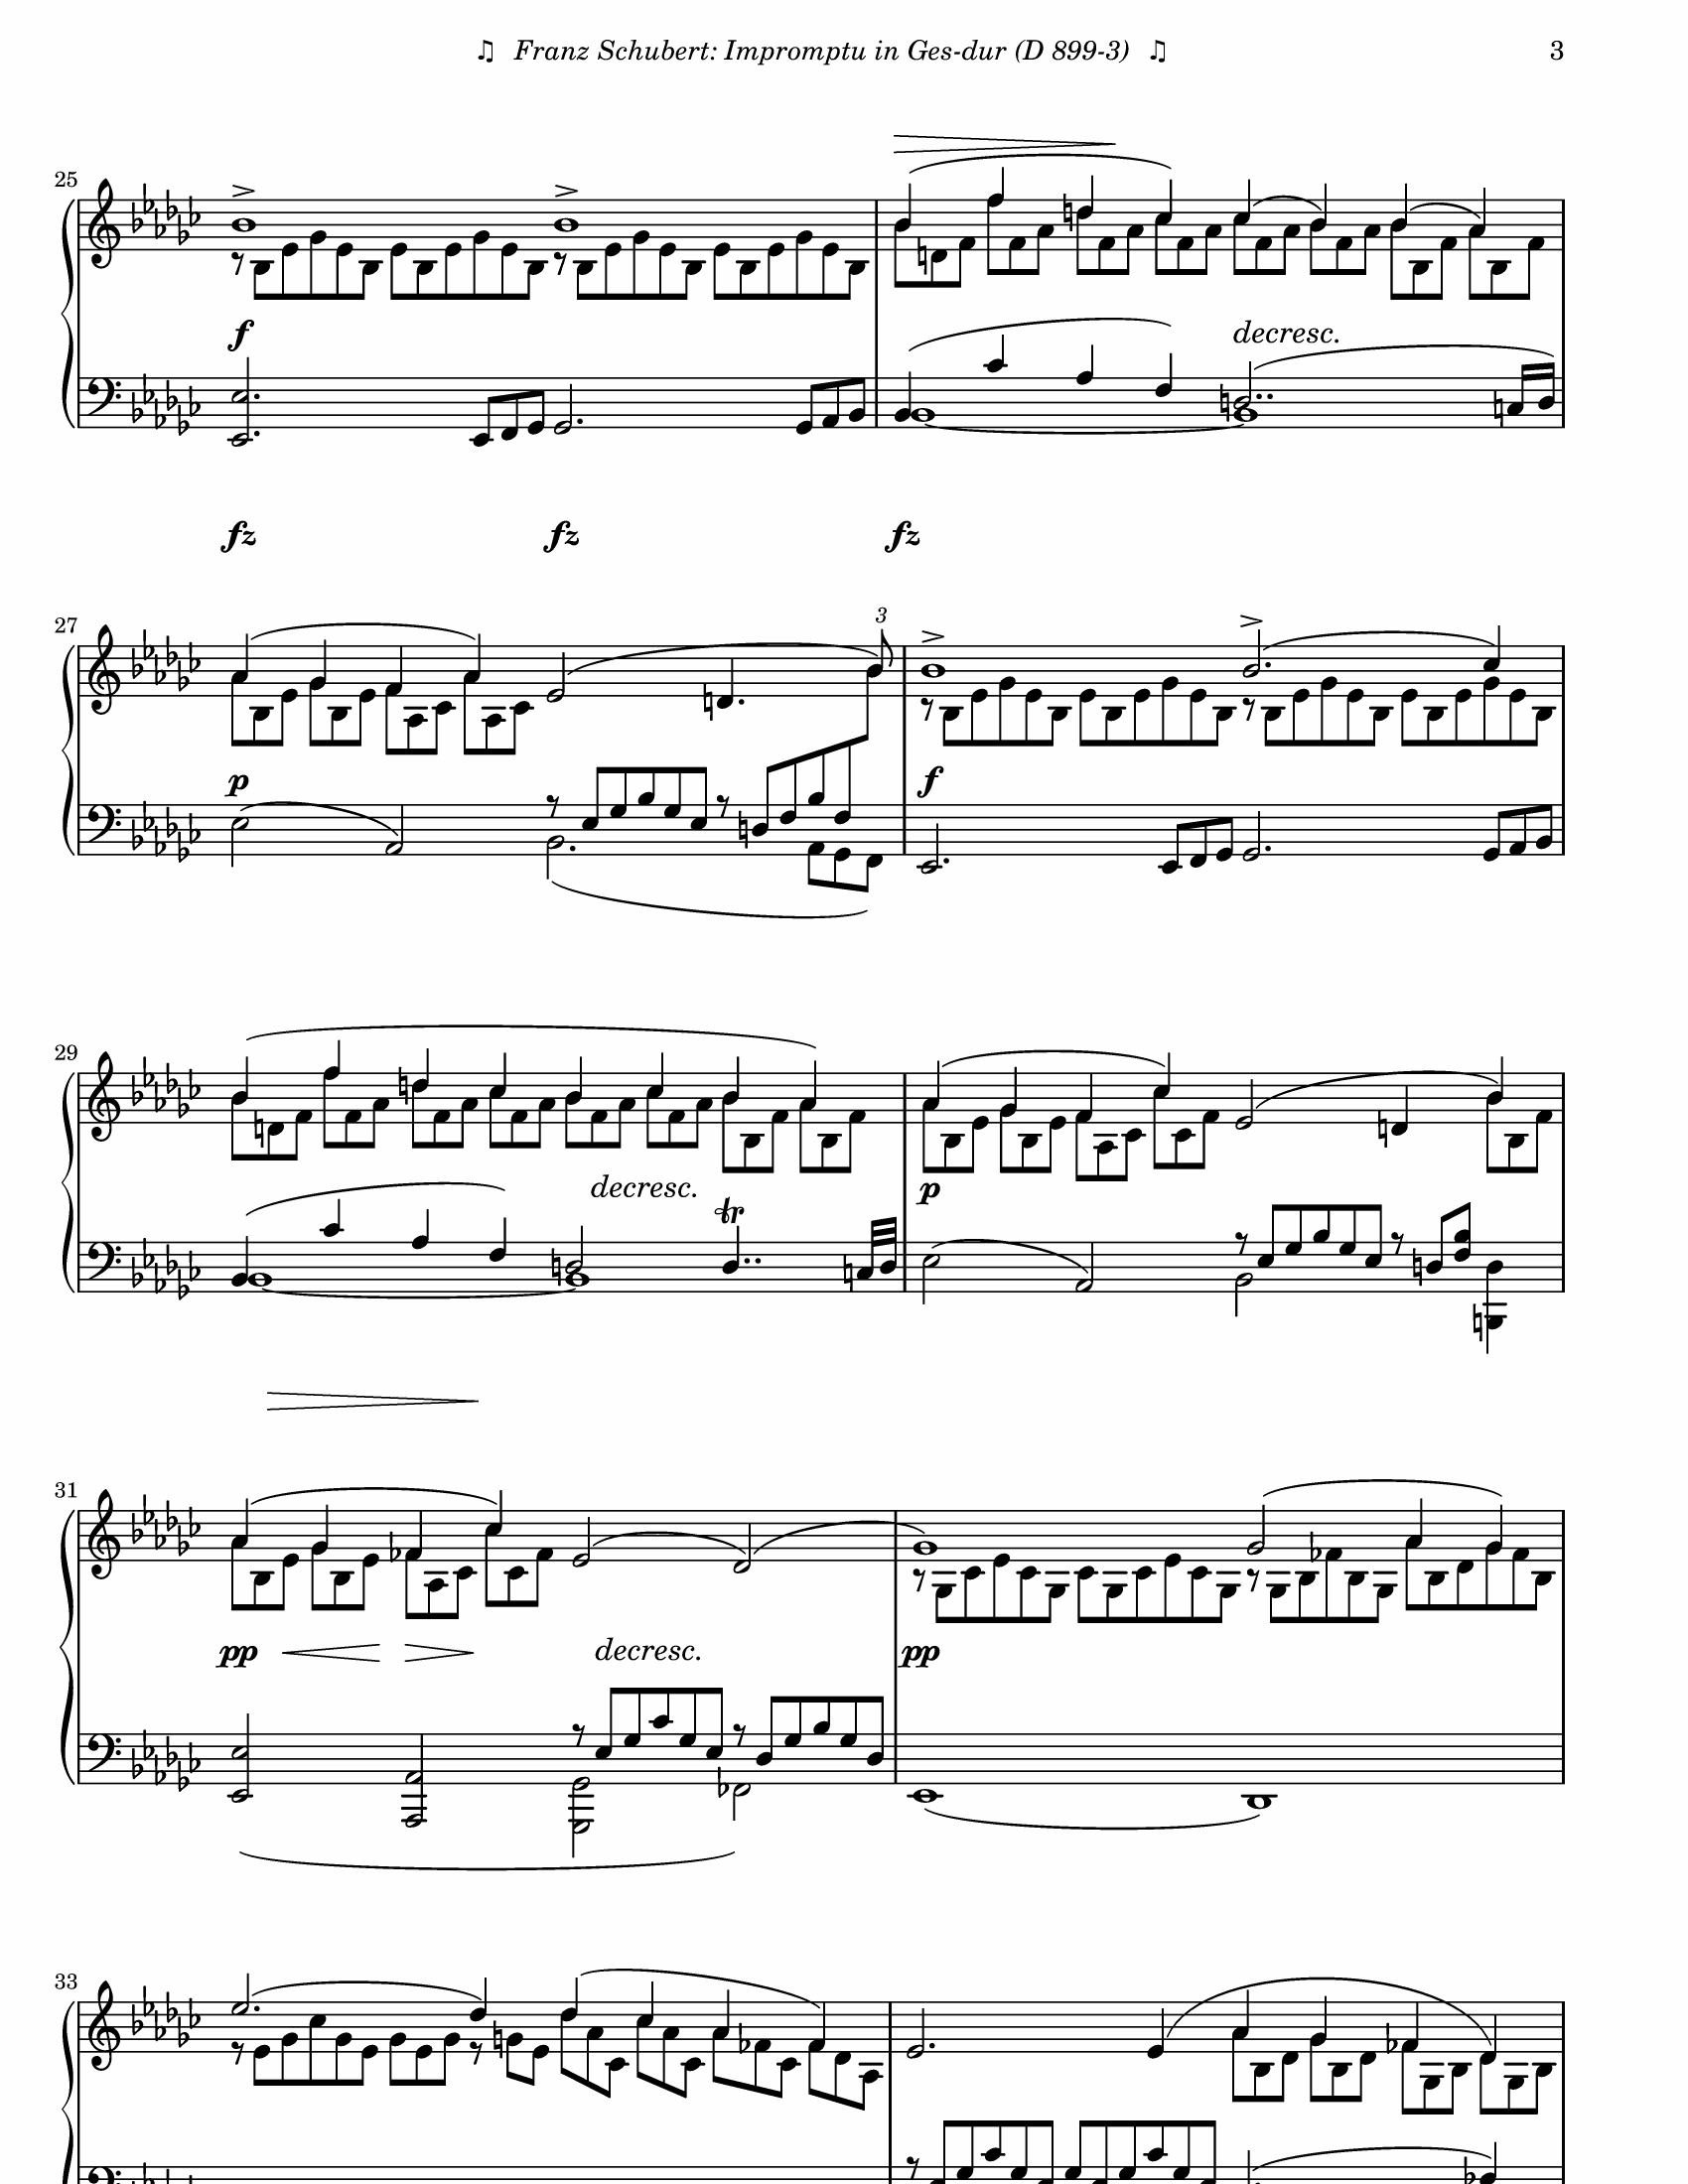 ♫ Franz Schubert: Impromptu in Ges-dur (D 899-3) ♫ 3
25
f
decresc.
fz fz fz
27
3
p f
29
decresc. tr p
31
pp decresc. pp
33